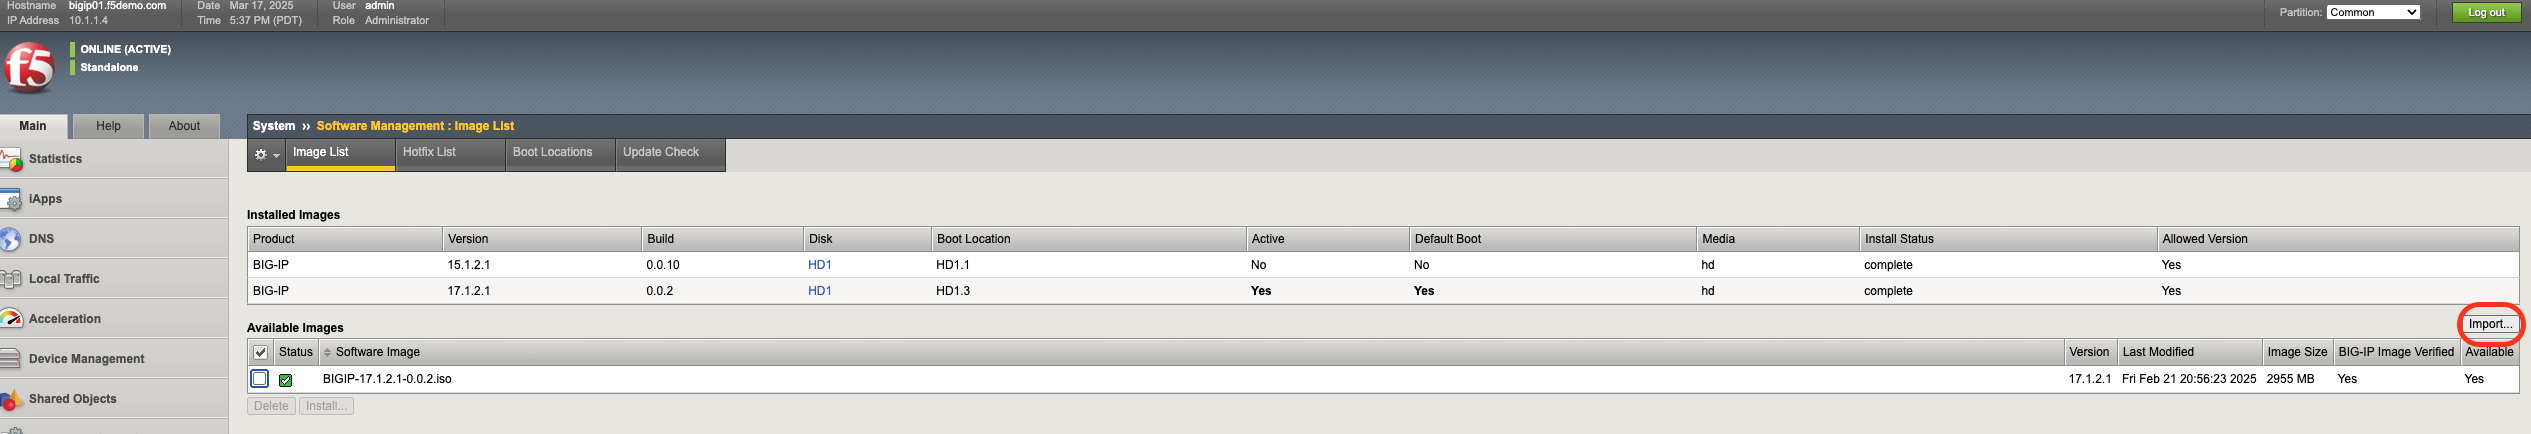 Hostname bigip01.f5demo.com Date Mar 17, 2025 User admin Partition: Common Log out
IP Address 10.1.1.4 Time 5:37 PM (PDT) Role Administrator
f5
ONLINE (ACTIVE)
Standalone
Main Help About
System ›› Software Management : Image List
Image List Hotfix List Boot Locations Update Check
Statistics
iApps
DNS
Local Traffic
Acceleration
Device Management
Shared Objects
Installed Images
Product Version Build Disk Boot Location Active Default Boot Media Install Status Allowed Version
BIG-IP 15.1.2.1 0.0.10 HD1 HD1.1 No No hd complete Yes
BIG-IP 17.1.2.1 0.0.2 HD1 HD1.3 Yes Yes hd complete Yes
Available Images Import...
Status Software Image Version Last Modified Image Size BIG-IP Image Verified Available
BIGIP-17.1.2.1-0.0.2.iso 17.1.2.1 Fri Feb 21 20:56:23 2025 2955 MB Yes Yes
Delete Install...